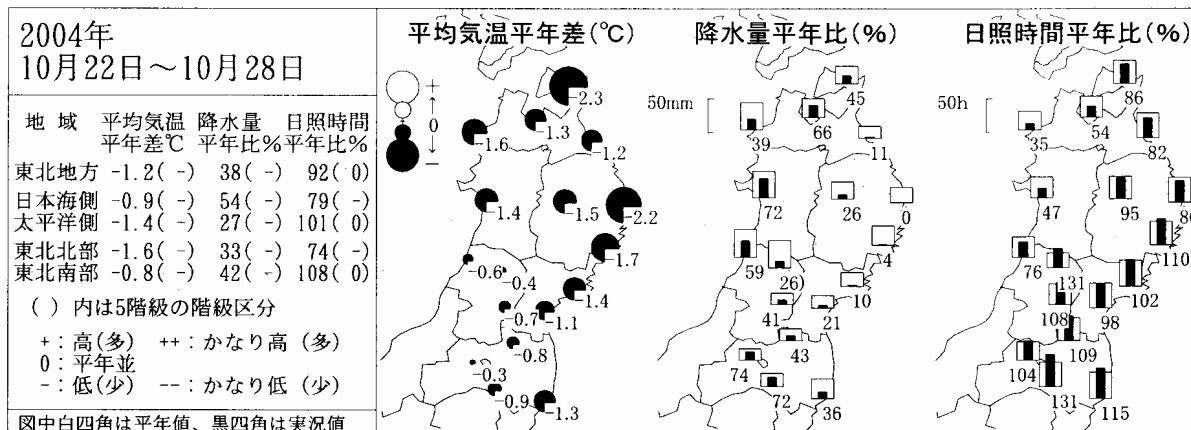 2004年
10月22日～10月28日
地 域 平均気温 降水量 日照時間
平年差℃ 平年比% 平年比%
東北地方 -1.2( -) 38( -) 92( 0)
日本海側 -0.9( -) 54( -) 79( -)
太平洋側 -1.4( -) 27( -) 101( 0)
東北北部 -1.6( -) 33( -) 74( -)
東北南部 -0.8( -) 42( -) 108( 0)
( ) 内は5階級の階級区分
+：高(多) ++：かなり高 (多)
0：平年並
-：低(少) --：かなり低 (少)
図中白四角は平年値、黒四角は実況値
平均気温平年差(℃)
+
0
-
-2.3
-1.3
-1.6
-1.2
-1.4
-1.5
-2.2
-1.7
-0.6
-0.4
-1.4
-0.7
-1.1
-0.8
-0.3
-0.9
-1.3
降水量平年比(%)
50mm
45
66
39
11
72
26
0
4
59
26)
10
41
21
43
74
72
36
日照時間平年比(%)
50h
86
54
35
82
47
95
86
110
76
131
102
108
98
109
104
131
115